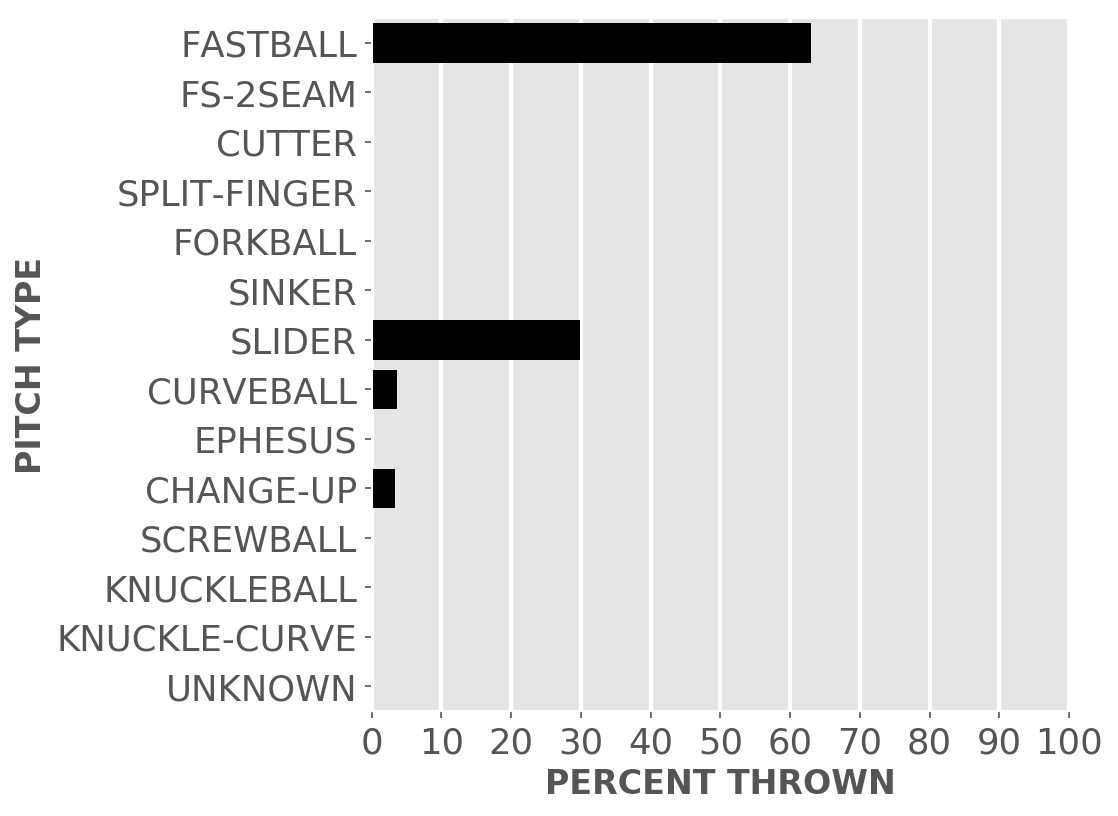 FASTBALL
FS-2SEAM
CUTTER
SPLIT-FINGER
FORKBALL
SINKER
SLIDER
CURVEBALL
EPHESUS
CHANGE-UP
SCREWBALL
KNUCKLEBALL
KNUCKLE-CURVE
UNKNOWN
PITCH TYPE
0 10 20 30 40 50 60 70 80 90 100
PERCENT THROWN